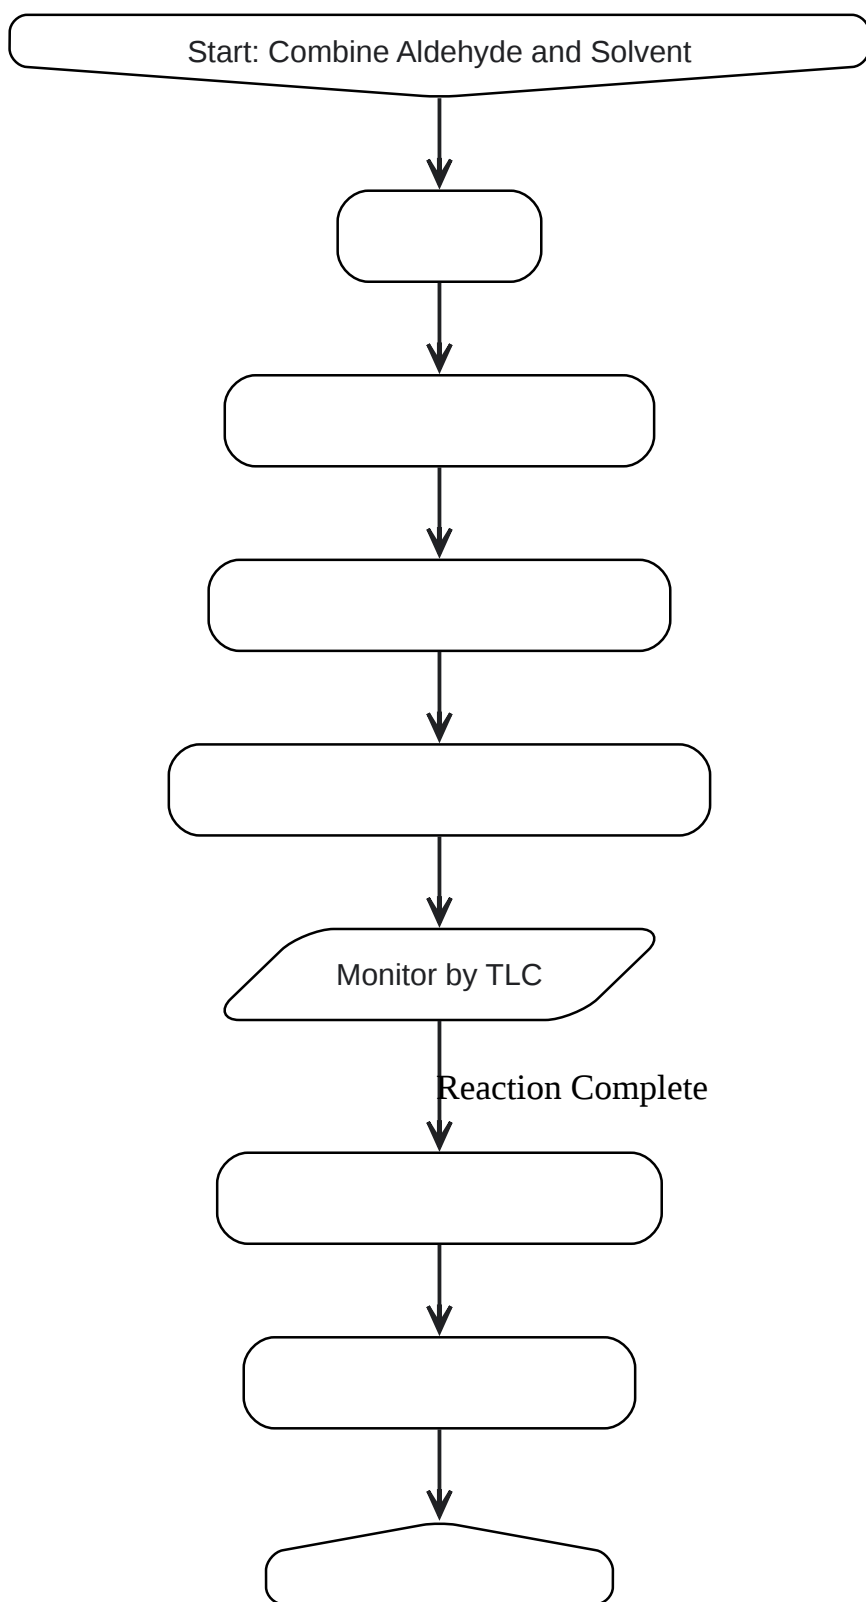 Start: Combine Aldehyde and Solvent
Monitor by TLC
Reaction Complete